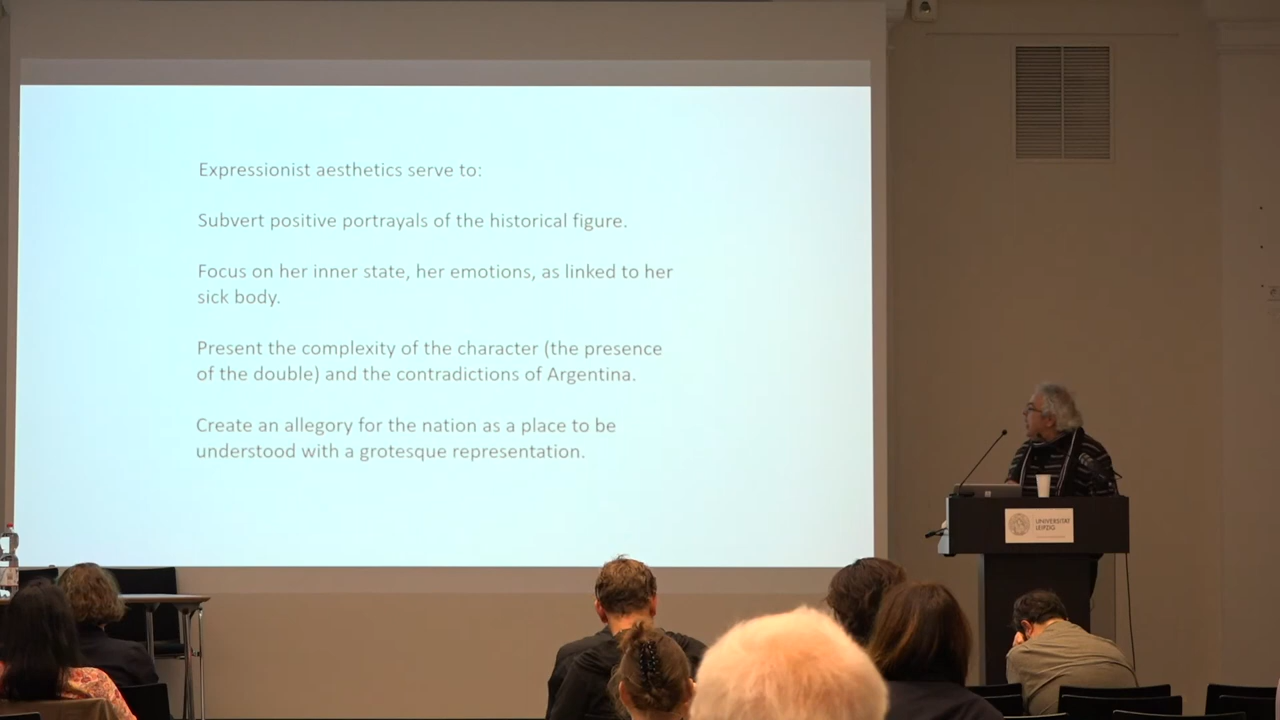 Expressionist aesthetics serve to:
Subvert positive portrayals of the historical figure.
Focus on her inner state, her emotions, as linked to her
sick body.
Present the complexity of the character (the presence
of the double) and the contradictions of Argentina.
Create an allegory for the nation as a place to be
understood with a grotesque representation.
UNIVERSITÄT
LEIPZIG